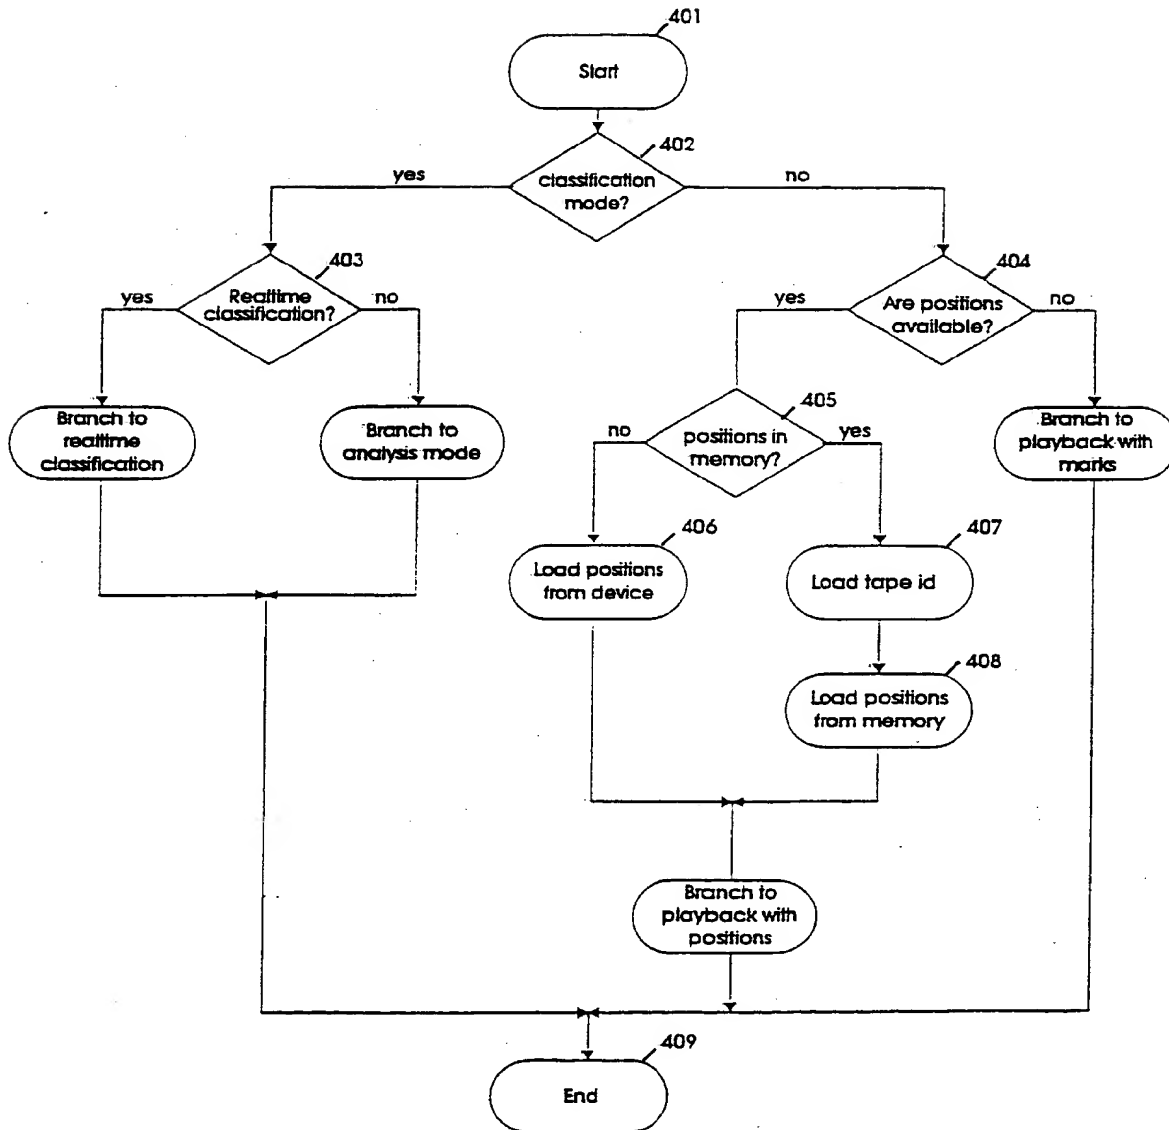 401
Start
402
classification
mode?
yes
no
403
Realtime
classification?
yes
no
404
Are positions
available?
yes
no
Branch to
realtime
classification
Branch to
analysis mode
405
positions in
memory?
no
yes
Branch to
playback with
marks
406
Load positions
from device
407
Load tape id
408
Load positions
from memory
Branch to
playback with
positions
409
End